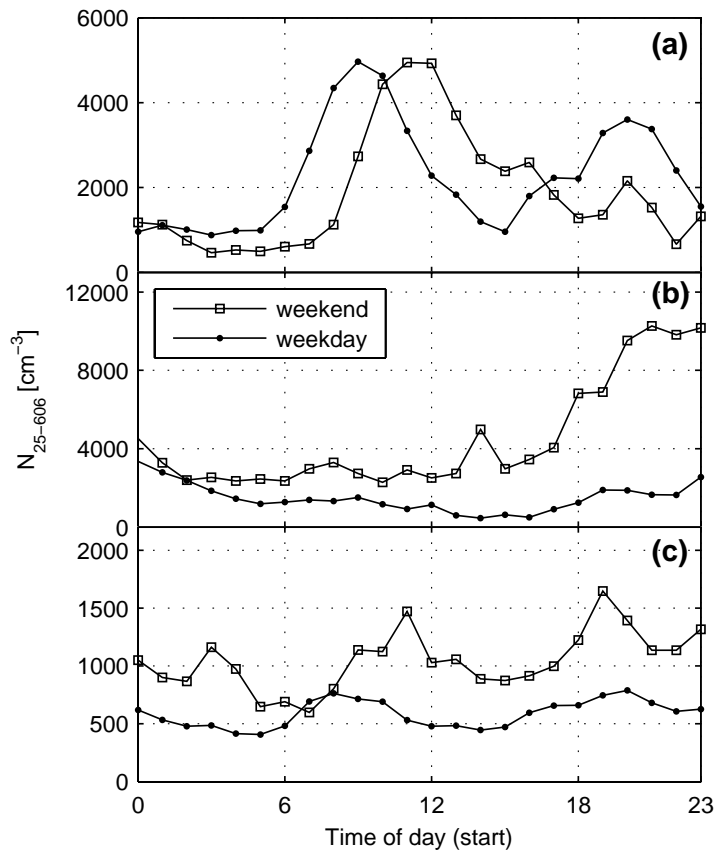 6000
4000
2000
0
(a)
12000
8000
4000
0
(b)
weekend
weekday
N25−606 [cm−3]
2000
1500
1000
500
0
(c)
0 6 12 18 23
Time of day (start)